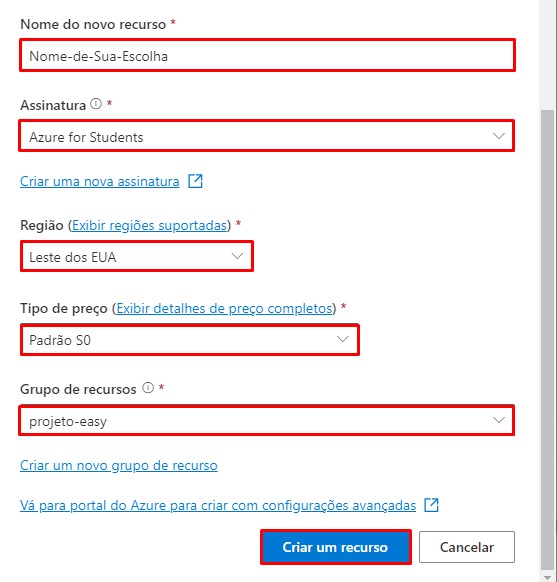 Nome do novo recurso *
Nome-de-Sua-Escolha
Assinatura *
Azure for Students
Criar uma nova assinatura
Região (Exibir regiões suportadas) *
Leste dos EUA
Tipo de preço (Exibir detalhes de preço completos) *
Padrão S0
Grupo de recursos *
projeto-easy
Criar um novo grupo de recurso
Vá para portal do Azure para criar com configurações avançadas
Criar um recurso Cancelar